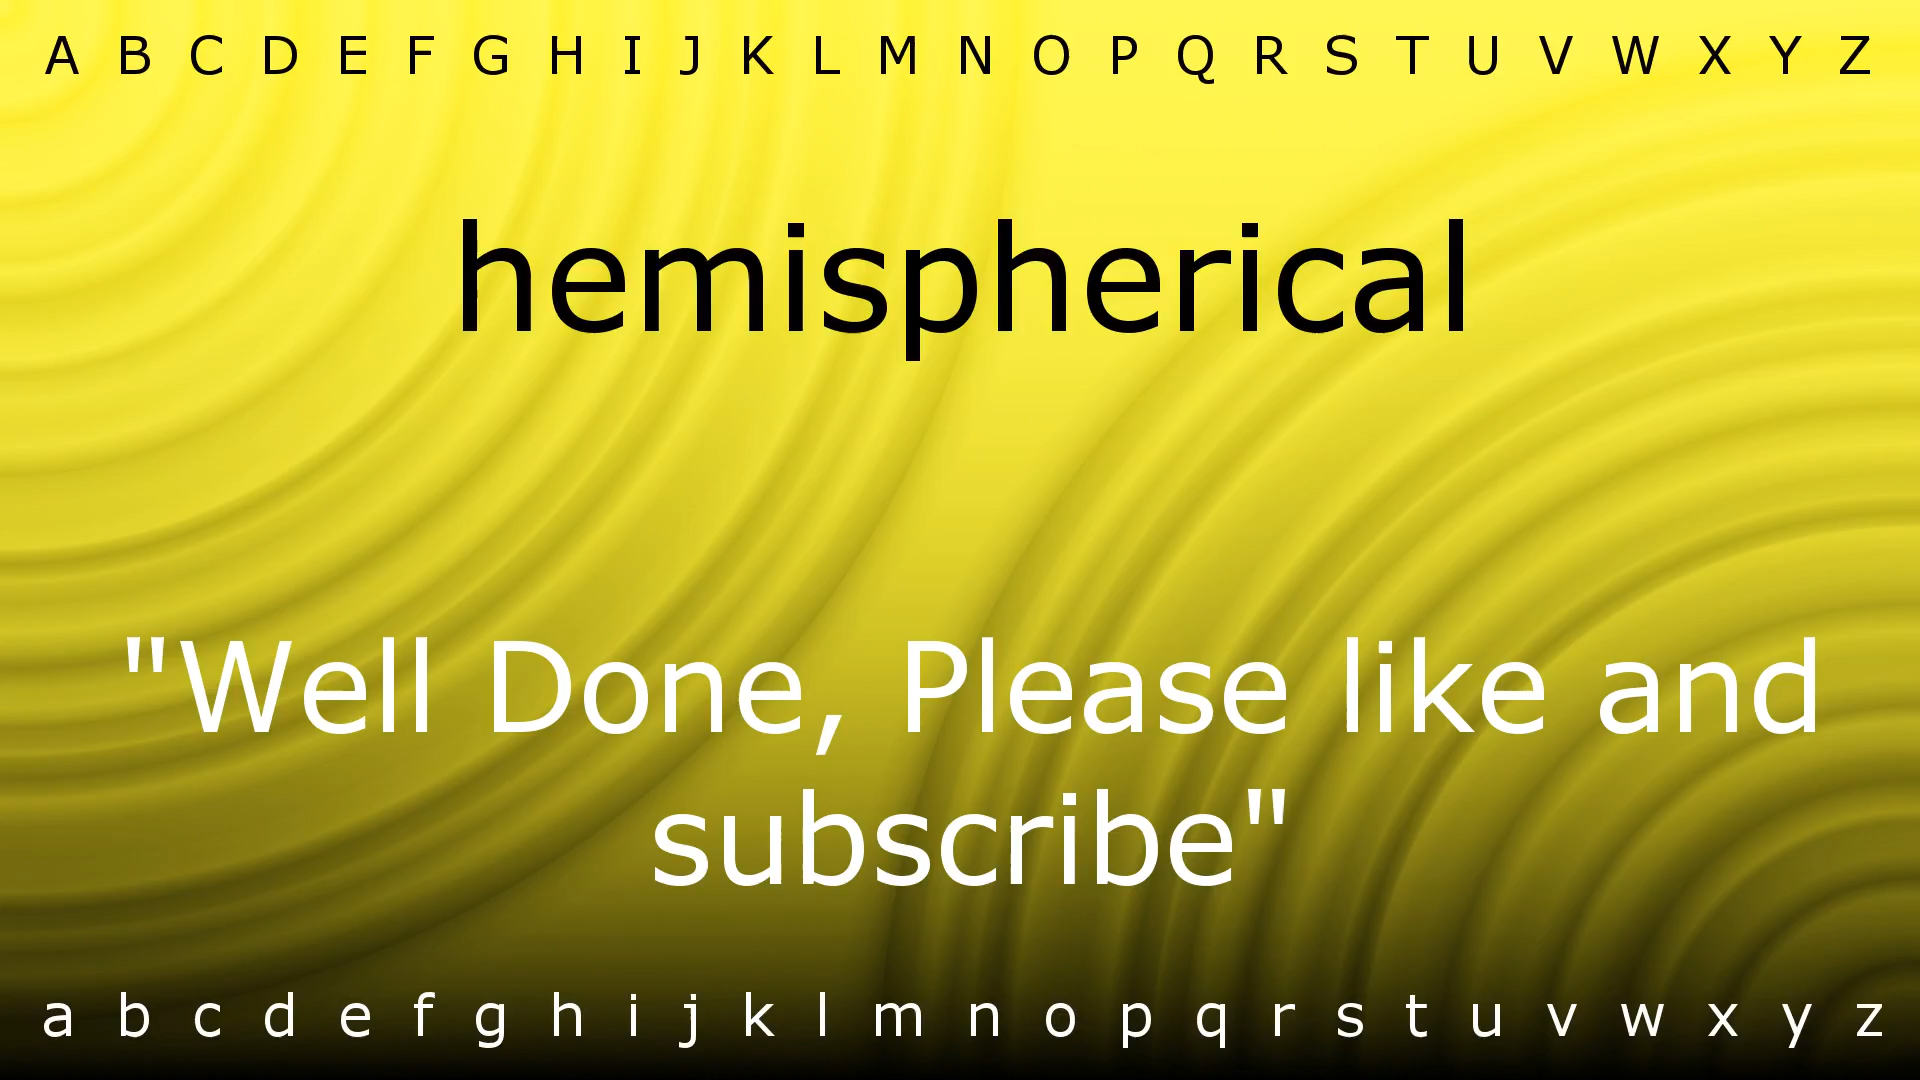 A B C D E F G H I J K L M N O P Q R S T U V W X Y Z
hemispherical
"Well Done, Please like and
subscribe"
a b c d e f g h i j k l m n o p q r s t u v w x y z